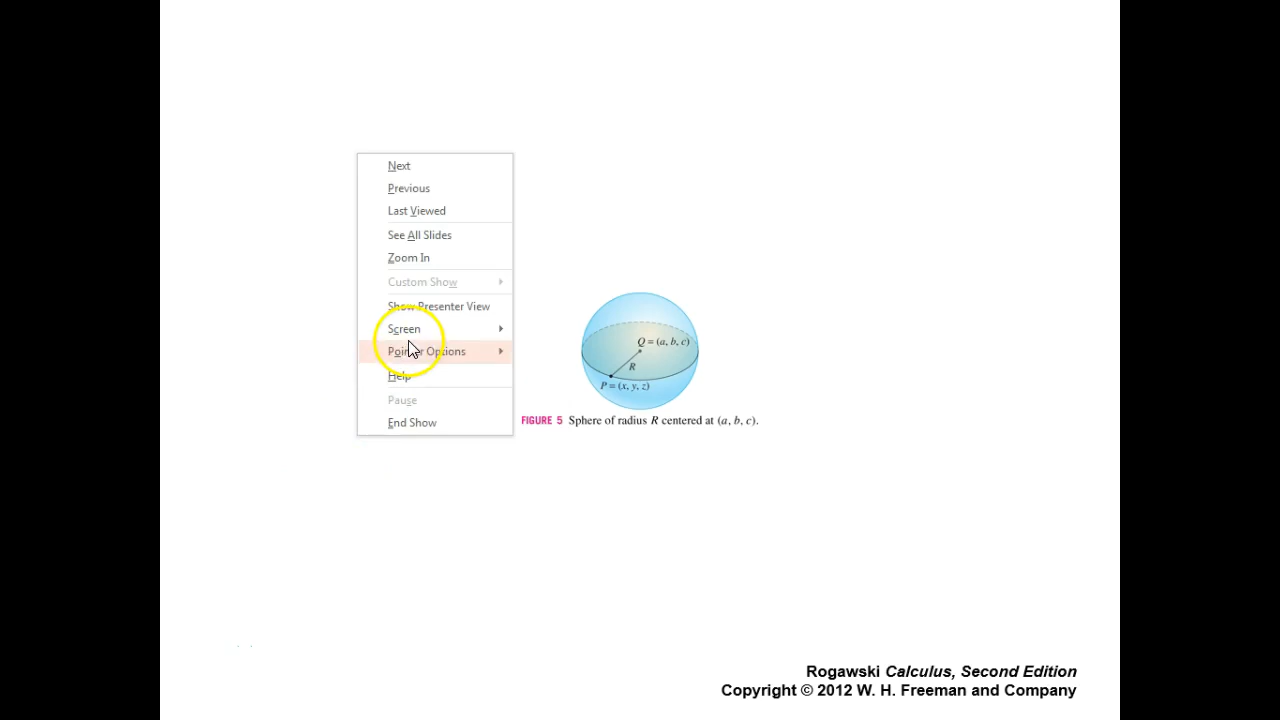 Next
Previous
Last Viewed
See All Slides
Zoom In
Custom Show
Show Presenter View
Screen
Pointer Options
Help
Pause
End Show
Q = (a, b, c)
R
P = (x, y, z)
FIGURE 5 Sphere of radius R centered at (a, b, c).
Rogawski Calculus, Second Edition
Copyright © 2012 W. H. Freeman and Company